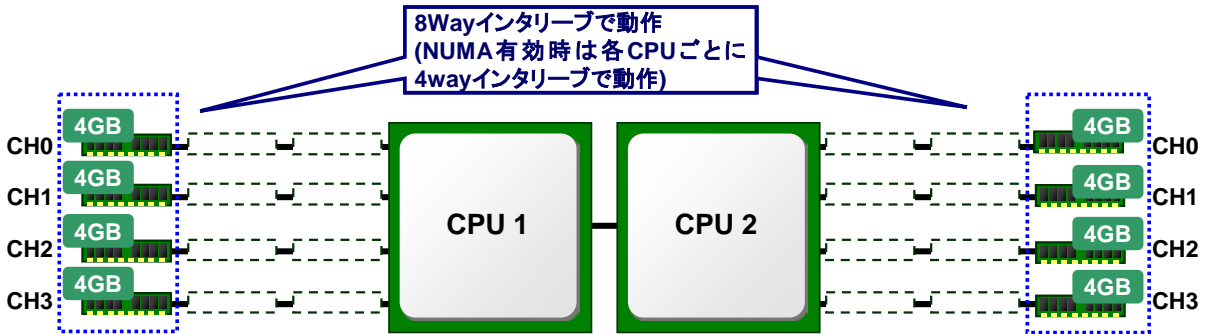 8Wayインタリーブで動作
(NUMA有効時は各CPUごとに
4wayインタリーブで動作)
4GB
4GB
CH0
CH0
4GB
4GB
CH1
CH1
CPU 1
CPU 2
4GB
4GB
CH2
CH2
4GB
4GB
CH3
CH3